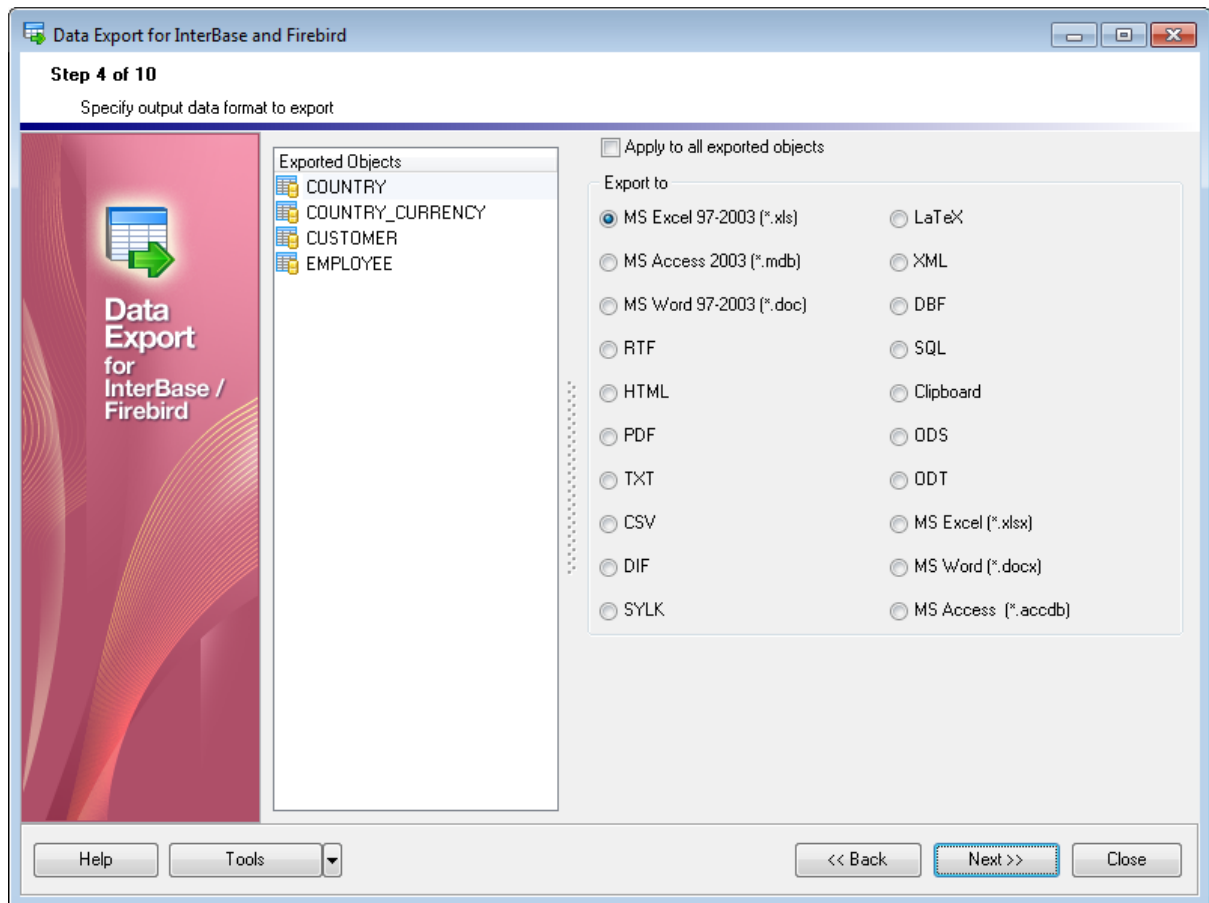 Data Export for InterBase and Firebird
Step 4 of 10
Specify output data format to export
Data
Export
for
InterBase /
Firebird
Exported Objects
COUNTRY
COUNTRY_CURRENCY
CUSTOMER
EMPLOYEE
Apply to all exported objects
Export to
MS Excel 97-2003 (*.xls)
MS Access 2003 (*.mdb)
MS Word 97-2003 (*.doc)
RTF
HTML
PDF
TXT
CSV
DIF
SYLK
LaTeX
XML
DBF
SQL
Clipboard
ODS
ODT
MS Excel (*.xlsx)
MS Word (*.docx)
MS Access (*.accdb)
Help
Tools
<< Back
Next >>
Close